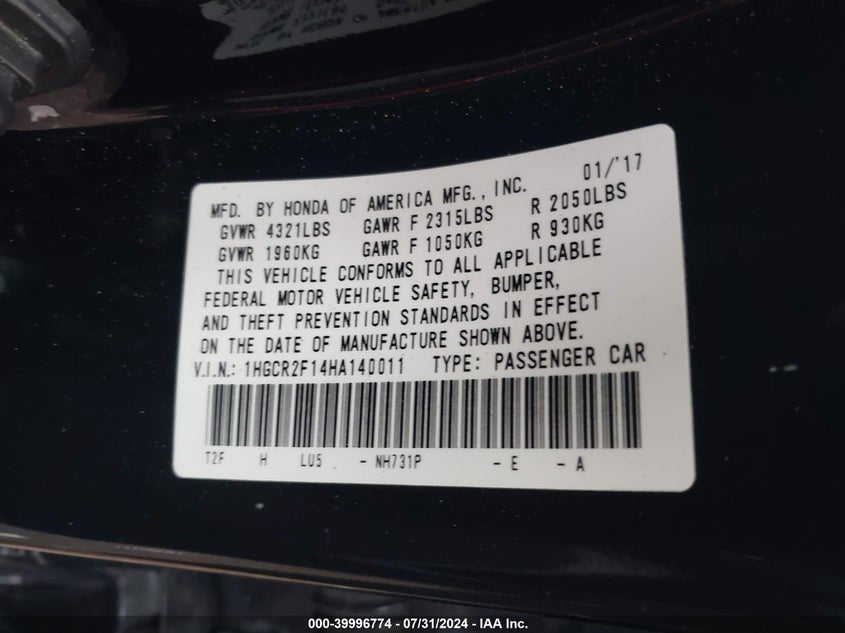 MFD. BY HONDA OF AMERICA MFG., INC. 01/'17
GVWR 4321LBS GAWR F 2315LBS R 2050LBS
GVWR 1960KG GAWR F 1050KG R 930KG
THIS VEHICLE CONFORMS TO ALL APPLICABLE
FEDERAL MOTOR VEHICLE SAFETY, BUMPER,
AND THEFT PREVENTION STANDARDS IN EFFECT
ON THE DATE OF MANUFACTURE SHOWN ABOVE.
V.I.N.: 1HGCR2F14HA140011 TYPE: PASSENGER CAR
T2F H LU5 - NH731P - E - A
000-39996774 - 07/31/2024 - IAA Inc.